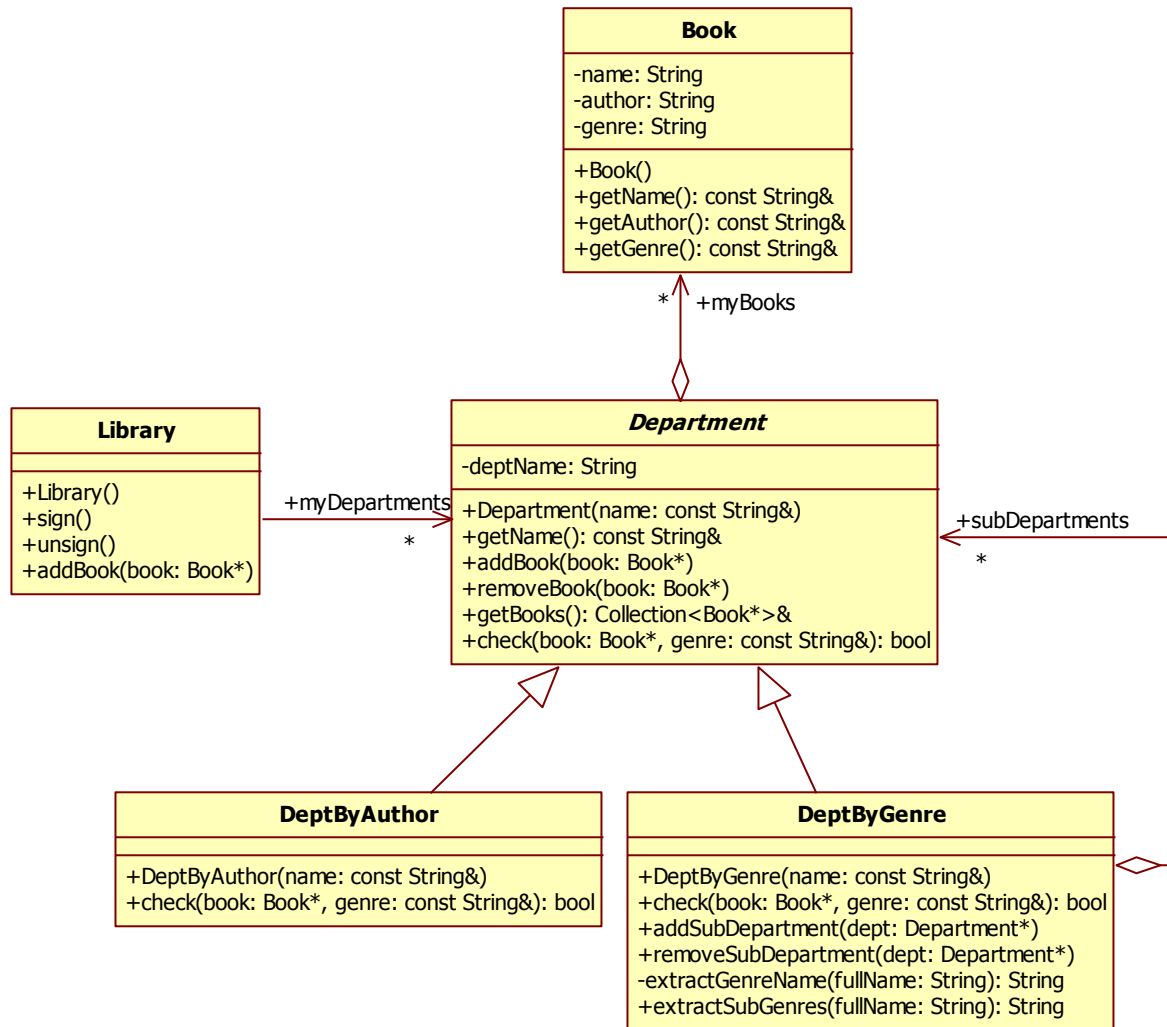 Book
-name: String
-author: String
-genre: String
+Book()
+getName(): const String&
+getAuthor(): const String&
+getGenre(): const String&
* +myBooks
Library
+Library()
+sign()
+unsign()
+addBook(book: Book*)
+myDepartments
*
Department
-deptName: String
+Department(name: const String&)
+getName(): const String&
+addBook(book: Book*)
+removeBook(book: Book*)
+getBooks(): Collection<Book*>&
+check(book: Book*, genre: const String&): bool
+subDepartments
*
DeptByAuthor
+DeptByAuthor(name: const String&)
+check(book: Book*, genre: const String&): bool
DeptByGenre
+DeptByGenre(name: const String&)
+check(book: Book*, genre: const String&): bool
+addSubDepartment(dept: Department*)
+removeSubDepartment(dept: Department*)
-extractGenreName(fullName: String): String
+extractSubGenres(fullName: String): String